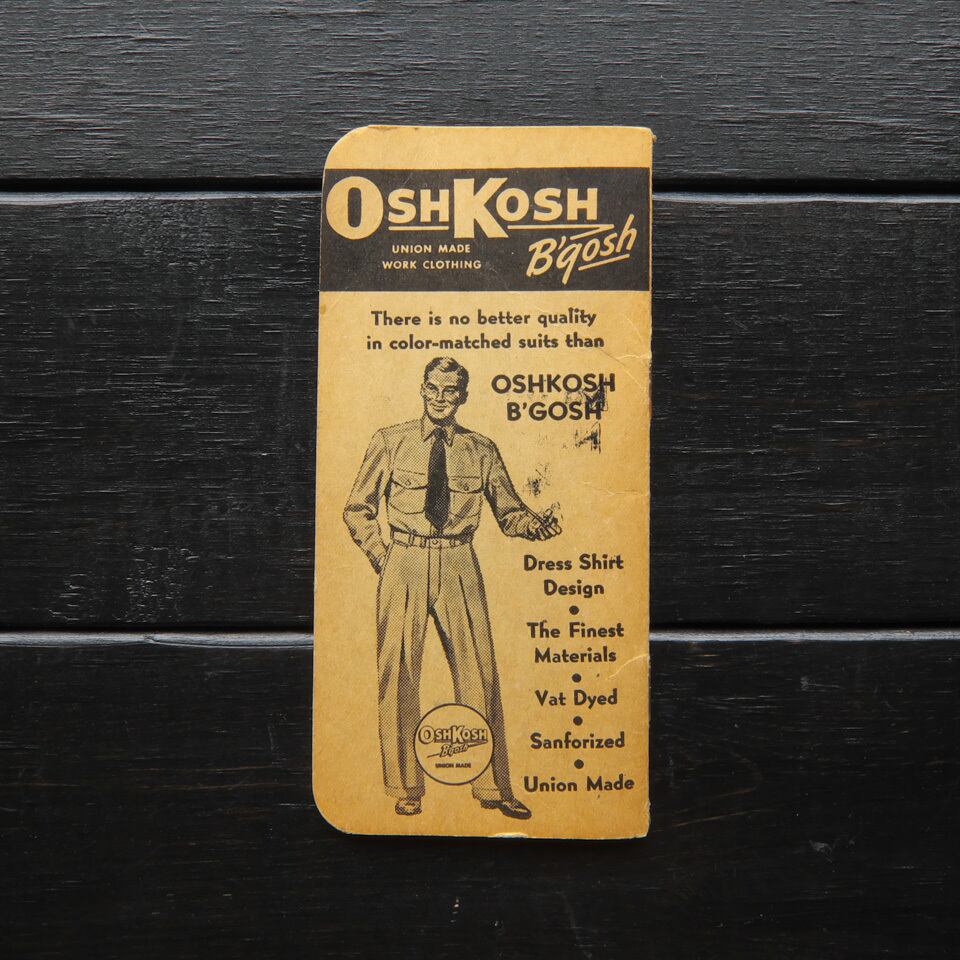 OSHKOSH
B'gosh
UNION MADE
WORK CLOTHING
There is no better quality
in color-matched suits than
OSHKOSH
B'GOSH
Dress Shirt
Design
•
The Finest
Materials
•
Vat Dyed
•
Sanforized
•
Union Made
OSHKOSH
B'gosh
UNION MADE